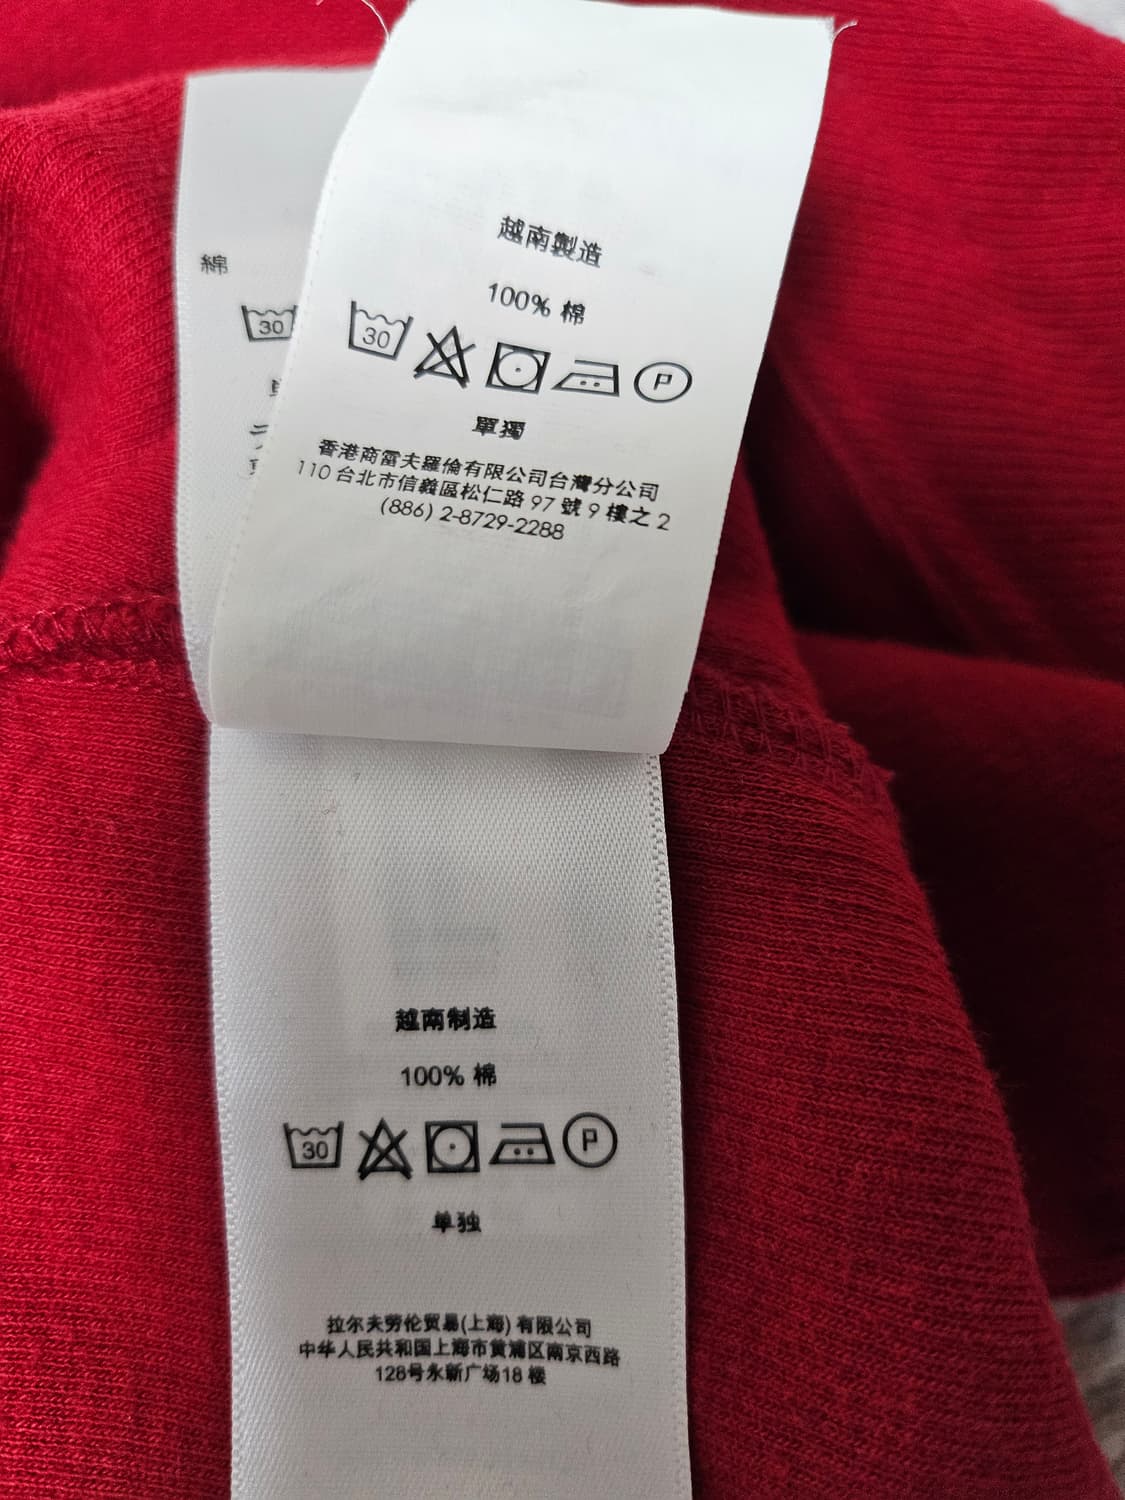 綿
30
越南製造
100% 棉
30
P
單獨
香港商雷夫羅倫有限公司台灣分公司
110 台北市信義區松仁路 97 號 9 樓之 2
(886) 2-8729-2288
越南制造
100% 棉
30
P
单独
拉尔夫劳伦贸易(上海)有限公司
中华人民共和国上海市黄浦区南京西路
128号永新广场18 楼